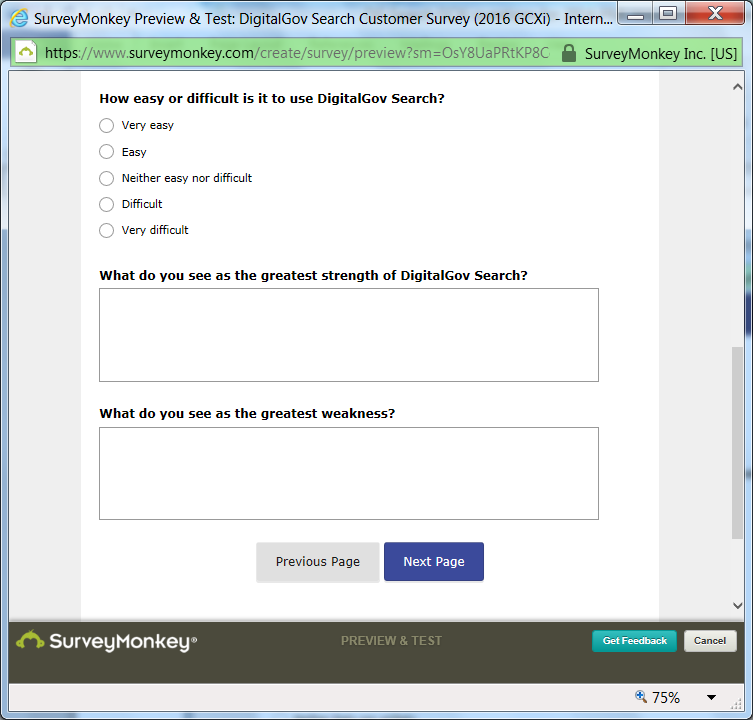 SurveyMonkey Preview & Test: DigitalGov Search Customer Survey (2016 GCXi) - Intern...
https://www.surveymonkey.com/create/survey/preview?sm=OsY8UaPRtKP8C SurveyMonkey Inc. [US]
How easy or difficult is it to use DigitalGov Search?
Very easy
Easy
Neither easy nor difficult
Difficult
Very difficult
What do you see as the greatest strength of DigitalGov Search?
What do you see as the greatest weakness?
Previous Page Next Page
SurveyMonkey® PREVIEW & TEST Get Feedback Cancel
75%